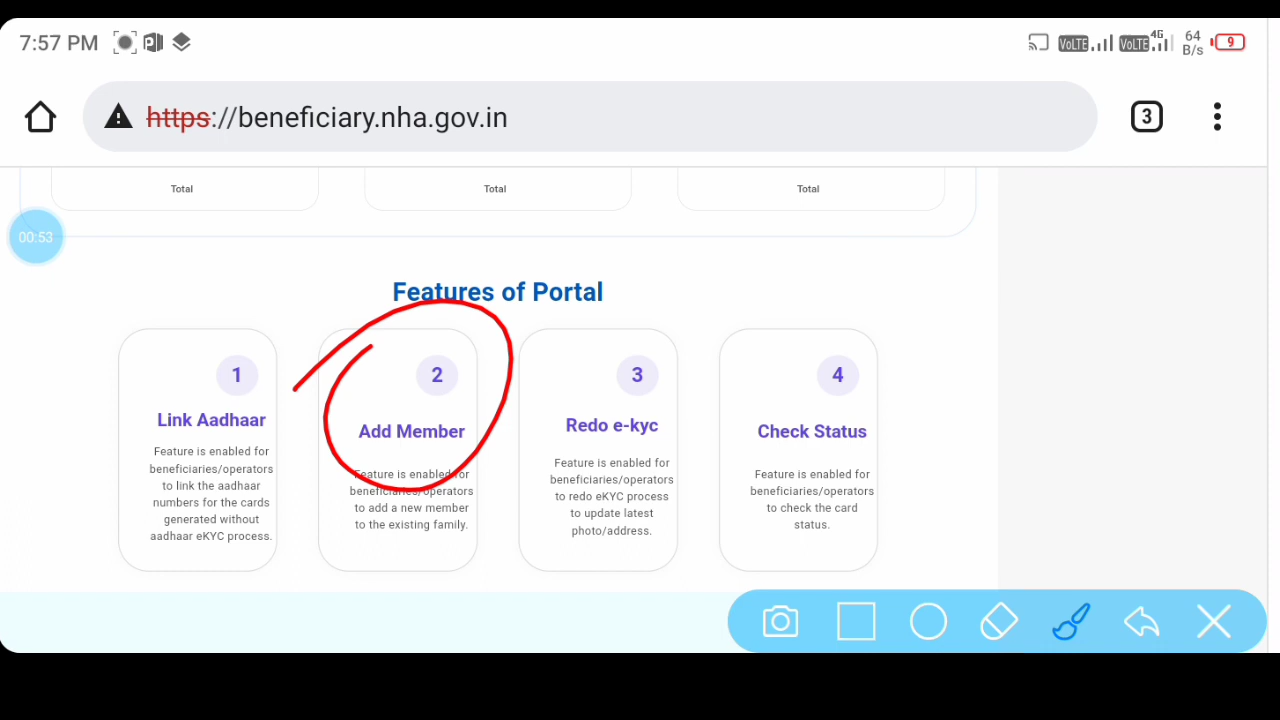 7:57 PM
VoLTE VoLTE 4G 64 B/s 9
https://beneficiary.nha.gov.in
3
Total Total Total
00:53
Features of Portal
1
Link Aadhaar
Feature is enabled for
beneficiaries/operators
to link the aadhaar
numbers for the cards
generated without
aadhaar eKYC process.
2
Add Member
Feature is enabled for
beneficiaries/operators
to add a new member
to the existing family.
3
Redo e-kyc
Feature is enabled for
beneficiaries/operators
to redo eKYC process
to update latest
photo/address.
4
Check Status
Feature is enabled for
beneficiaries/operators
to check the card
status.